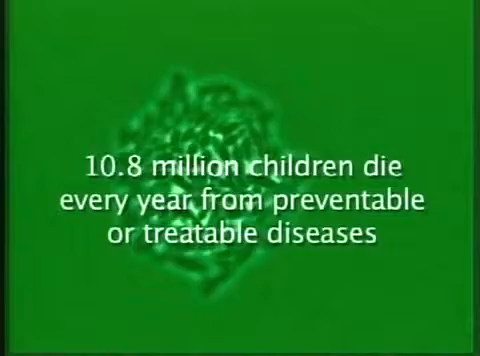 10.8 million children die
every year from preventable
or treatable diseases